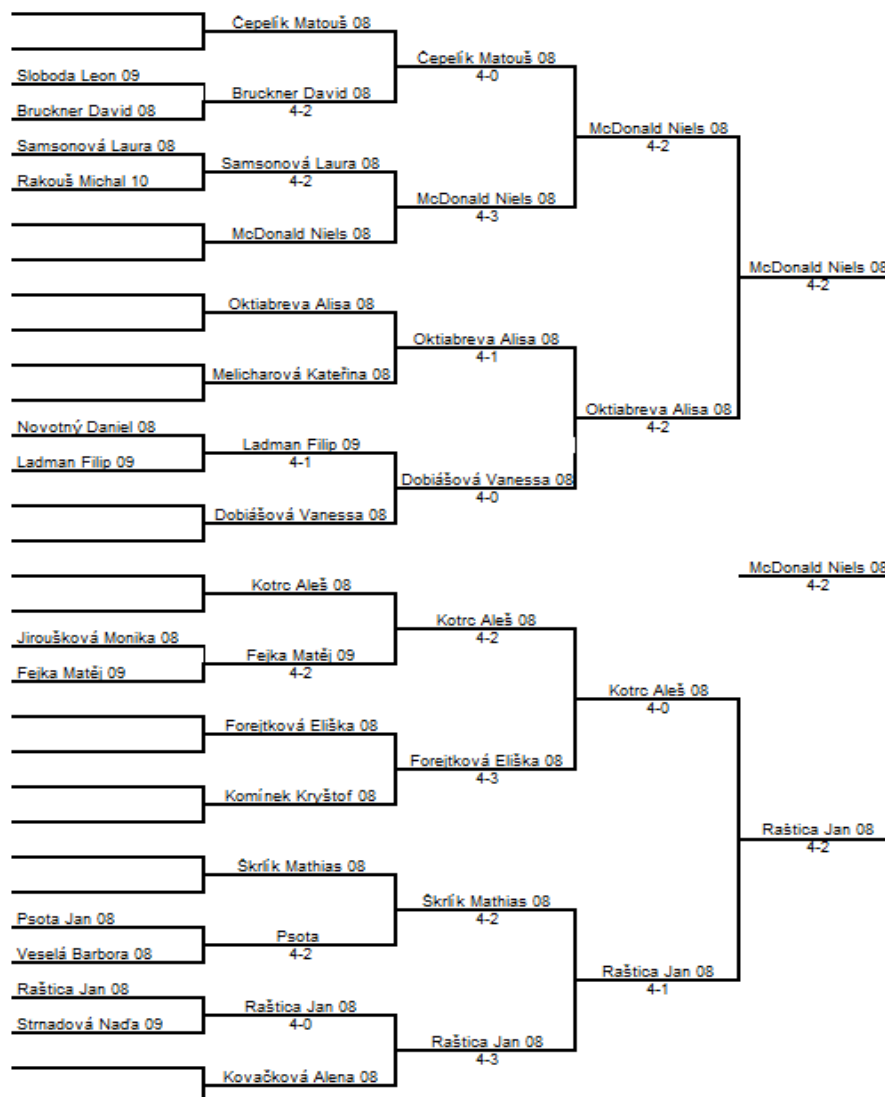 Čepelík Matouš 08
Čepelík Matouš 08
4-0
Sloboda Leon 09
Bruckner David 08
4-2
Bruckner David 08
McDonald Niels 08
4-2
Samsonová Laura 08
Samsonová Laura 08
4-2
Rakouš Michal 10
McDonald Niels 08
4-3
McDonald Niels 08
McDonald Niels 08
4-2
Oktiabreva Alisa 08
Oktiabreva Alisa 08
4-1
Melicharová Kateřina 08
Oktiabreva Alisa 08
4-2
Novotný Daniel 08
Ladman Filip 09
4-1
Ladman Filip 09
Dobiášová Vanessa 08
4-0
Dobiášová Vanessa 08
McDonald Niels 08
4-2
Kotrc Aleš 08
Kotrc Aleš 08
4-2
Jiroušková Monika 08
Fejka Matěj 09
4-2
Fejka Matěj 09
Kotrc Aleš 08
4-0
Forejtková Eliška 08
Forejtková Eliška 08
4-3
Komínek Kryštof 08
Raštica Jan 08
4-2
Škrlík Mathias 08
Škrlík Mathias 08
4-2
Psota Jan 08
Psota
4-2
Veselá Barbora 08
Raštica Jan 08
4-1
Raštica Jan 08
Raštica Jan 08
4-0
Strnadová Naďa 09
Raštica Jan 08
4-3
Kovačková Alena 08